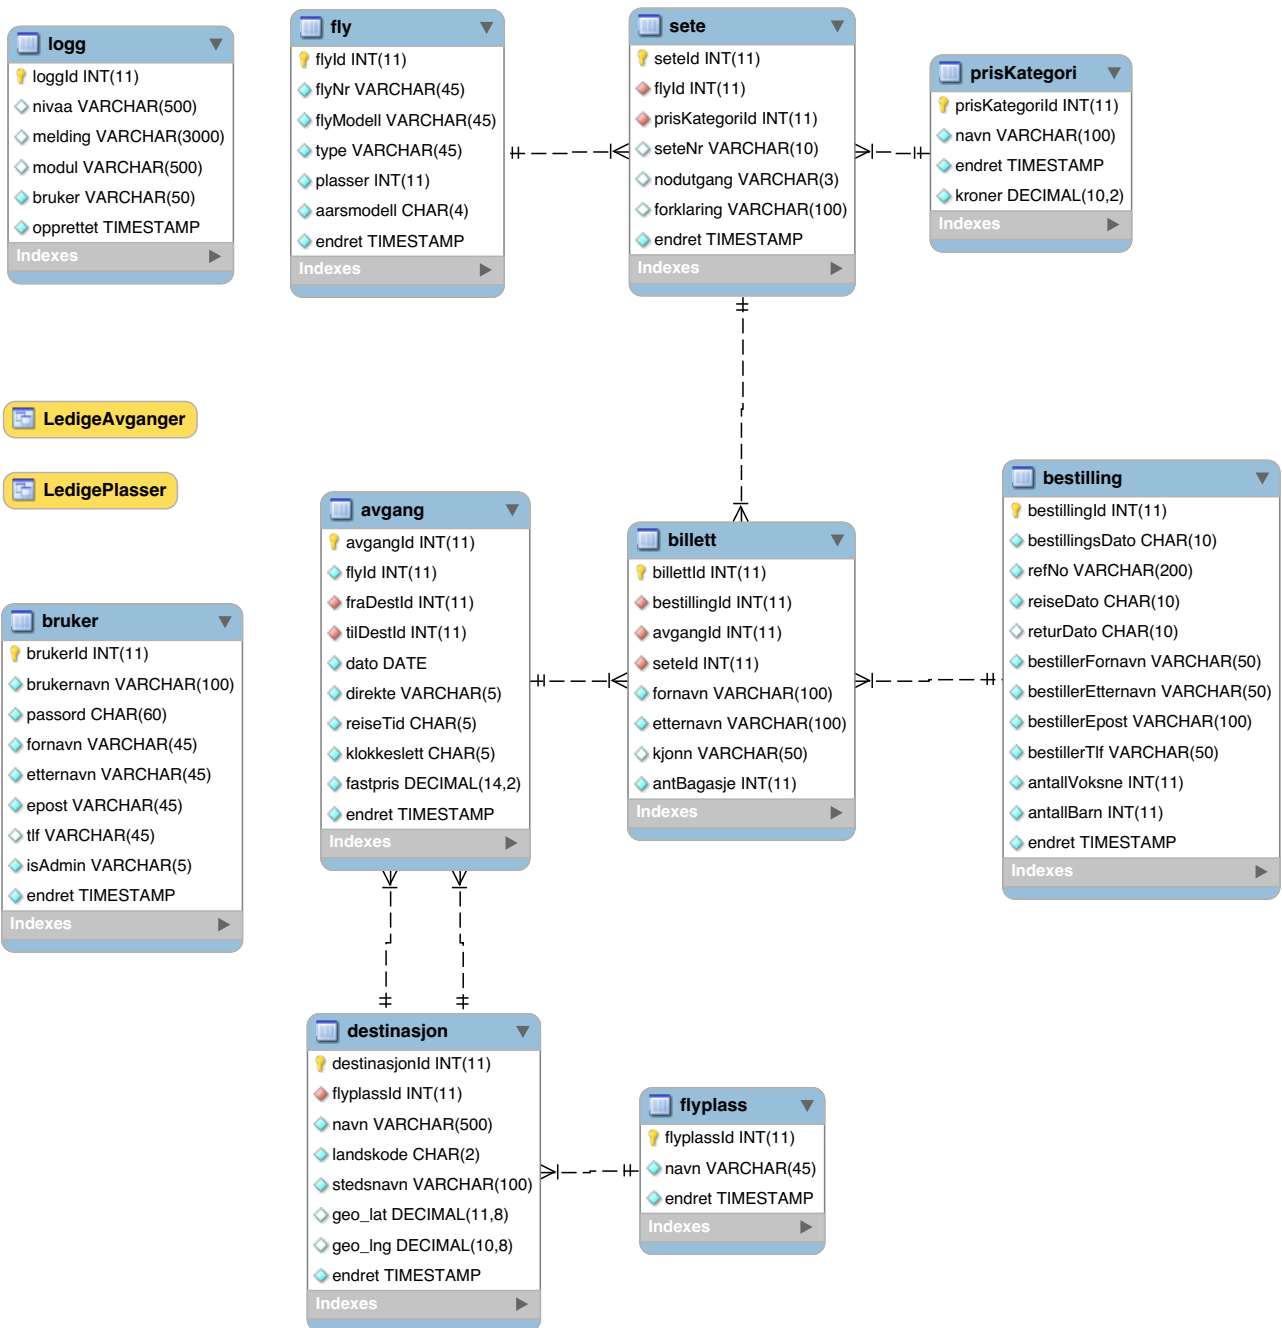 logg
loggId INT(11)
nivaa VARCHAR(500)
melding VARCHAR(3000)
modul VARCHAR(500)
bruker VARCHAR(50)
opprettet TIMESTAMP
Indexes
fly
flyId INT(11)
flyNr VARCHAR(45)
flyModell VARCHAR(45)
type VARCHAR(45)
plasser INT(11)
aarsmodell CHAR(4)
endret TIMESTAMP
Indexes
sete
seteId INT(11)
flyId INT(11)
prisKategoriId INT(11)
seteNr VARCHAR(10)
nodutgang VARCHAR(3)
forklaring VARCHAR(100)
endret TIMESTAMP
Indexes
prisKategori
prisKategoriId INT(11)
navn VARCHAR(100)
endret TIMESTAMP
kroner DECIMAL(10,2)
Indexes
LedigeAvganger
LedigePlasser
bruker
brukerId INT(11)
brukernavn VARCHAR(100)
passord CHAR(60)
fornavn VARCHAR(45)
etternavn VARCHAR(45)
epost VARCHAR(45)
tlf VARCHAR(45)
isAdmin VARCHAR(5)
endret TIMESTAMP
Indexes
avgang
avgangId INT(11)
flyId INT(11)
fraDestId INT(11)
tilDestId INT(11)
dato DATE
direkte VARCHAR(5)
reiseTid CHAR(5)
klokkeslett CHAR(5)
fastpris DECIMAL(14,2)
endret TIMESTAMP
Indexes
billett
billettId INT(11)
bestillingId INT(11)
avgangId INT(11)
seteId INT(11)
fornavn VARCHAR(100)
etternavn VARCHAR(100)
kjonn VARCHAR(50)
antBagasje INT(11)
Indexes
bestilling
bestillingId INT(11)
bestillingsDato CHAR(10)
refNo VARCHAR(200)
reiseDato CHAR(10)
returDato CHAR(10)
bestillerFornavn VARCHAR(50)
bestillerEtternavn VARCHAR(50)
bestillerEpost VARCHAR(100)
bestillerTlf VARCHAR(50)
antallVoksne INT(11)
antallBarn INT(11)
endret TIMESTAMP
Indexes
destinasjon
destinasjonId INT(11)
flyplassId INT(11)
navn VARCHAR(500)
landskode CHAR(2)
stedsnavn VARCHAR(100)
geo_lat DECIMAL(11,8)
geo_lng DECIMAL(10,8)
endret TIMESTAMP
Indexes
flyplass
flyplassId INT(11)
navn VARCHAR(45)
endret TIMESTAMP
Indexes